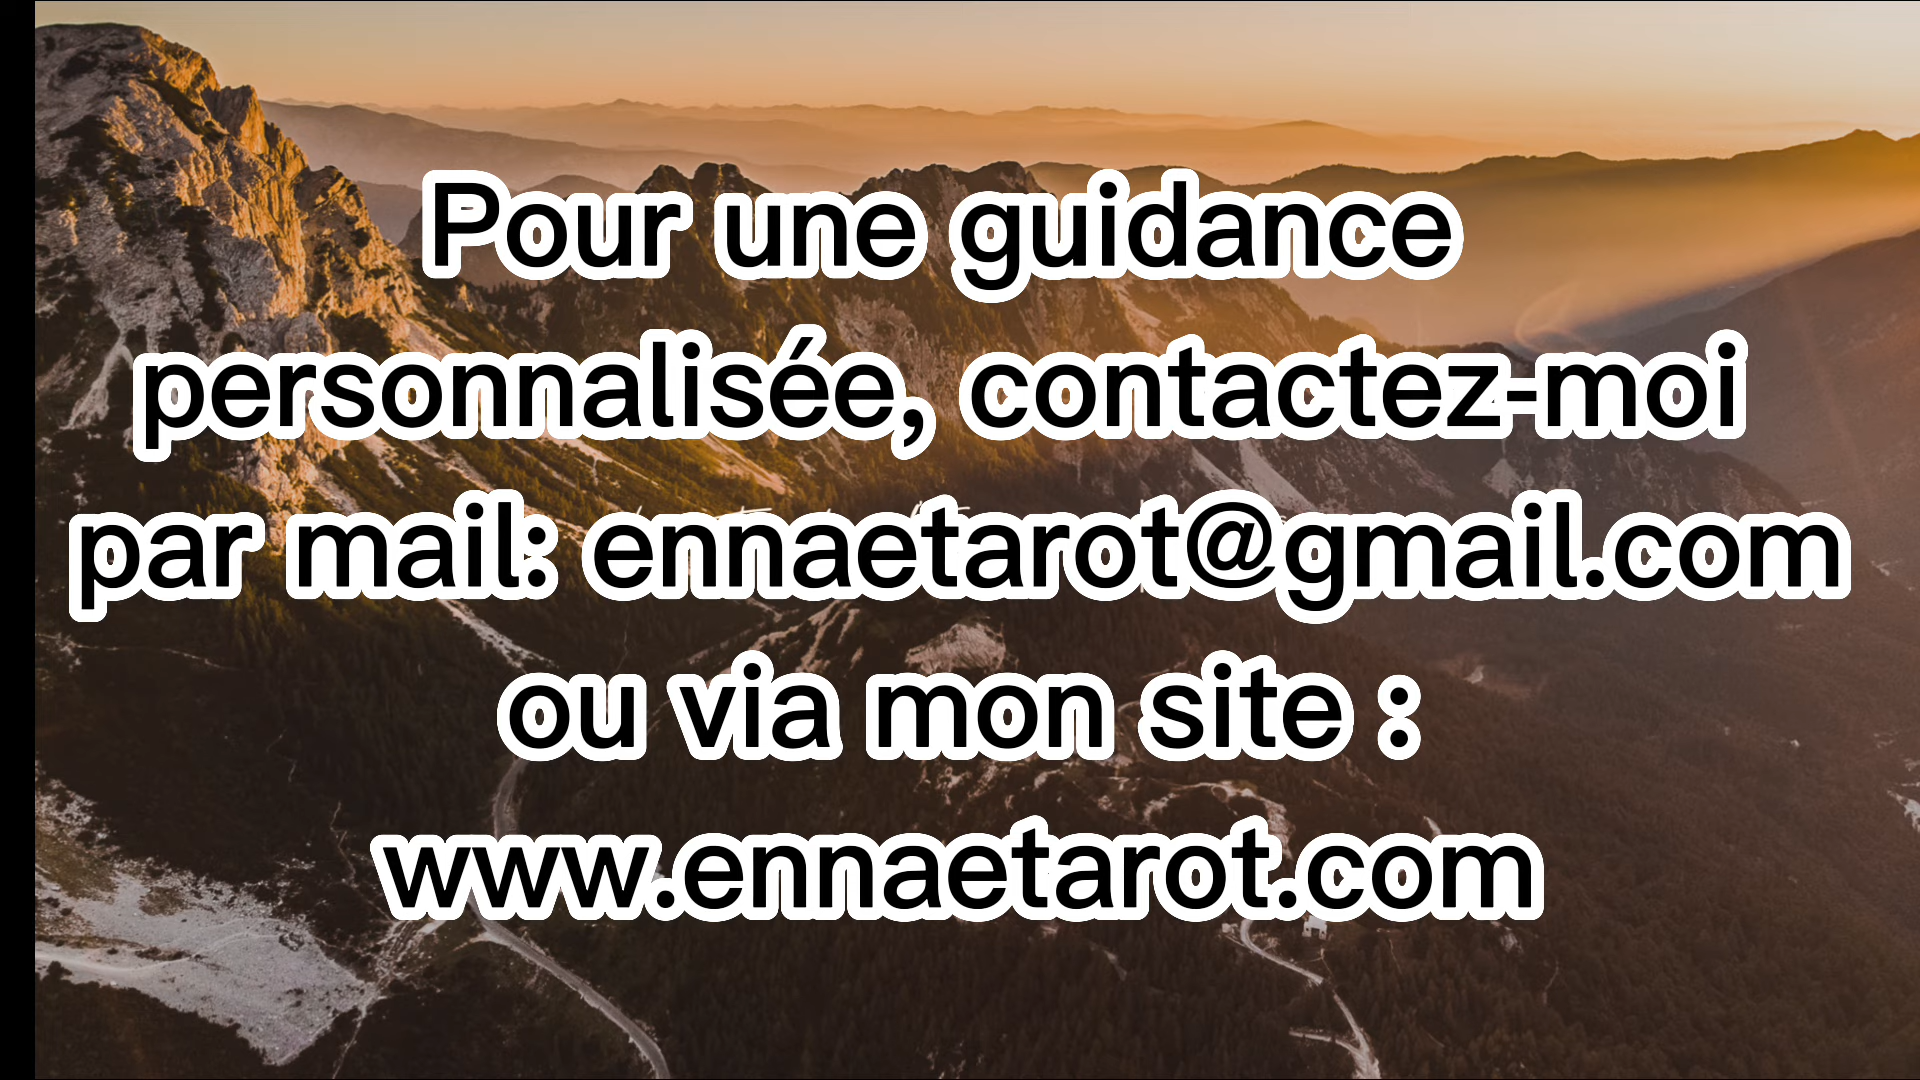 Pour une guidance
personnalisée, contactez-moi
par mail: ennaetarot@gmail.com
ou via mon site :
www.ennaetarot.com